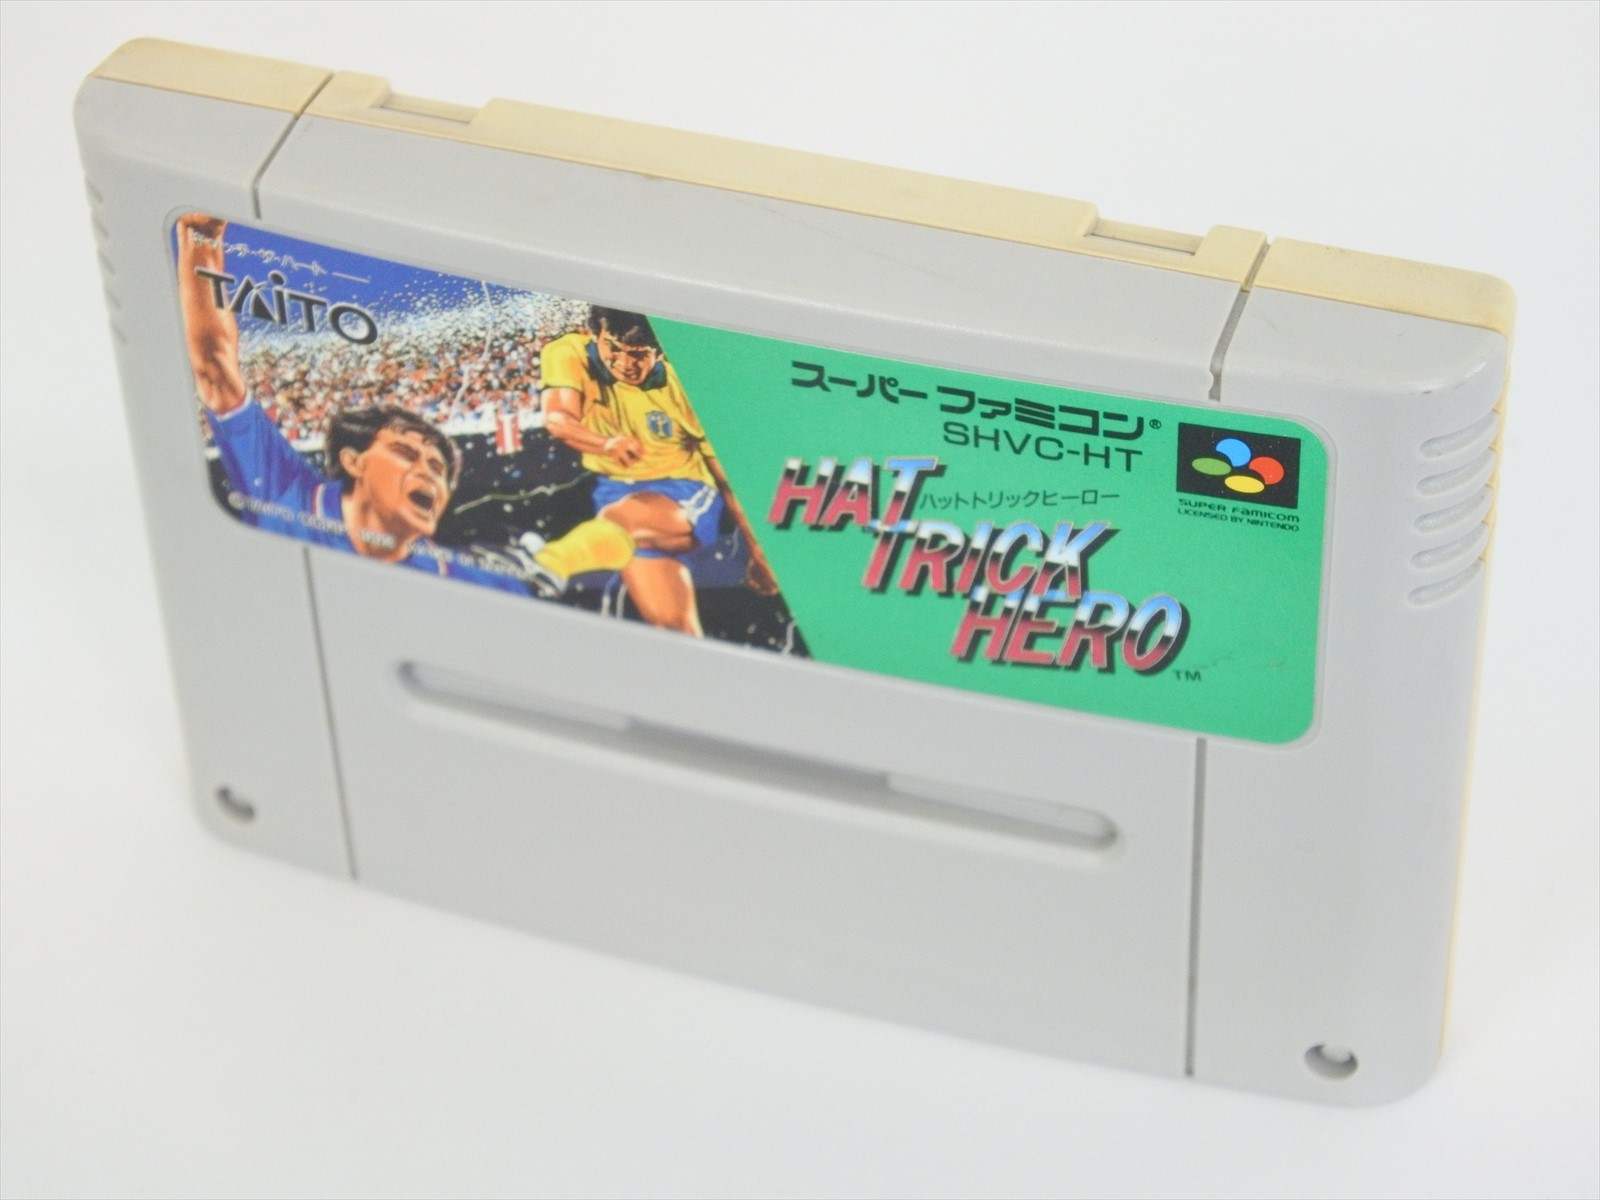 TAITO
スーパーファミコン®
SHVC-HT
HAT
ハットトリックヒーロー
TRICK
HERO
TM
SUPER FAMICOM
LICENSED BY NINTENDO